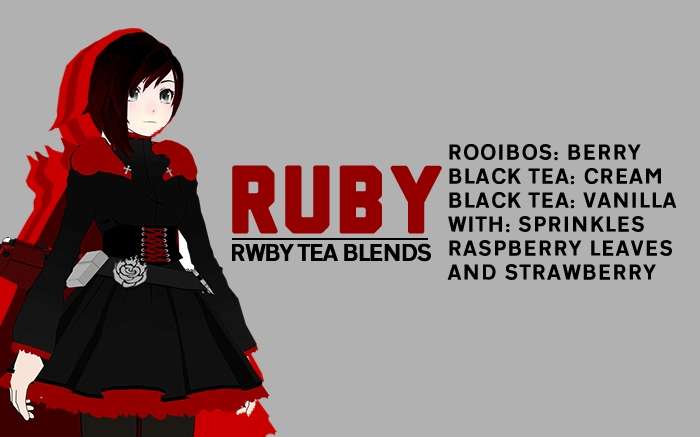 RUBY
RWBY TEA BLENDS
ROOIBOS: BERRY
BLACK TEA: CREAM
BLACK TEA: VANILLA
WITH: SPRINKLES
RASPBERRY LEAVES
AND STRAWBERRY